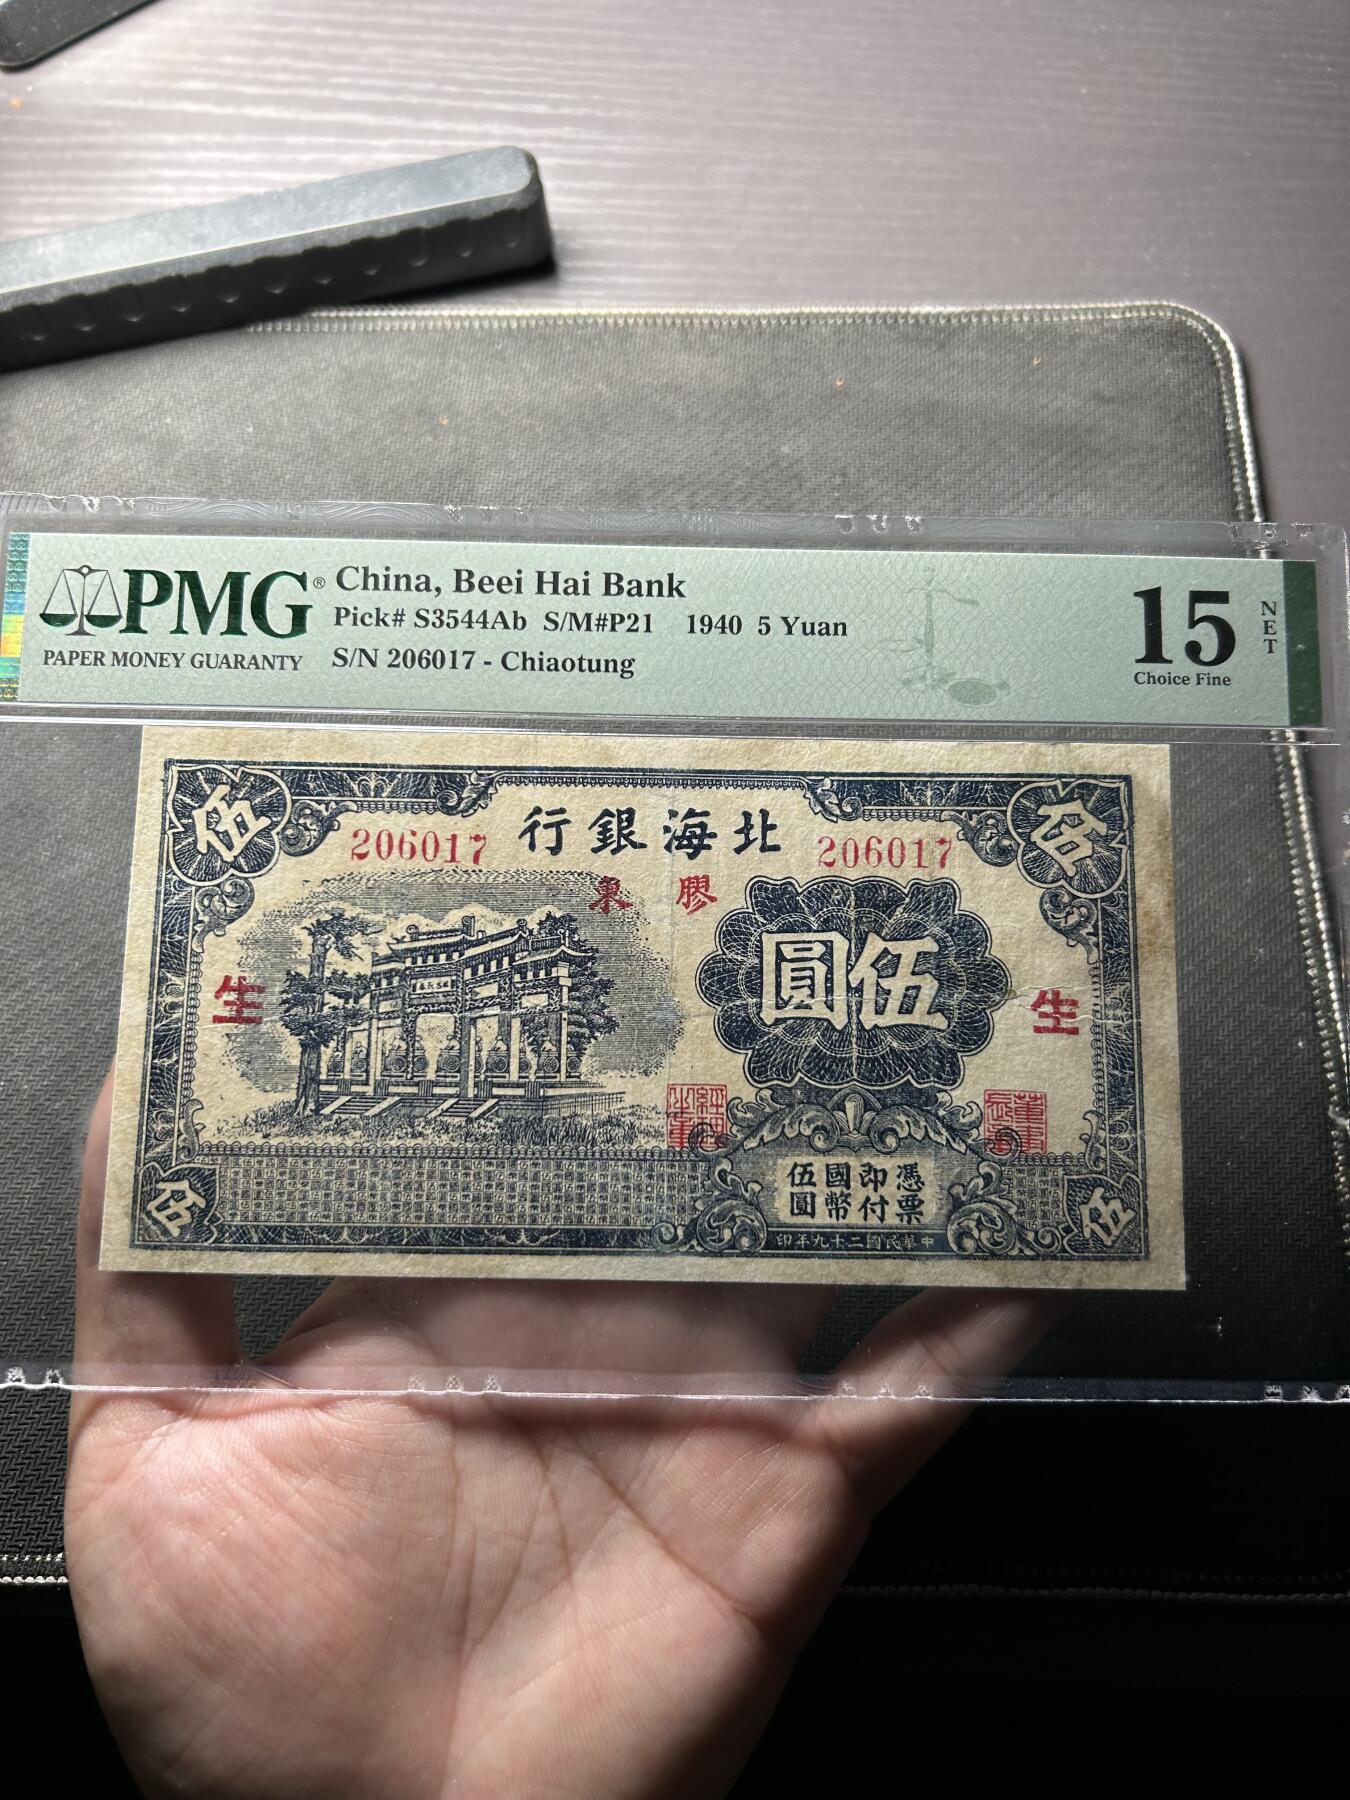 PMG®
PAPER MONEY GUARANTY
China, Beei Hai Bank
Pick# S3544Ab S/M#P21 1940 5 Yuan
S/N 206017 - Chiaotung
15
Choice Fine
NET
伍
伍
206017
行銀海北
206017
東膠
伍圓
生
生
憑票
即付
國幣
伍圓
伍
伍
印年九十二國民華中